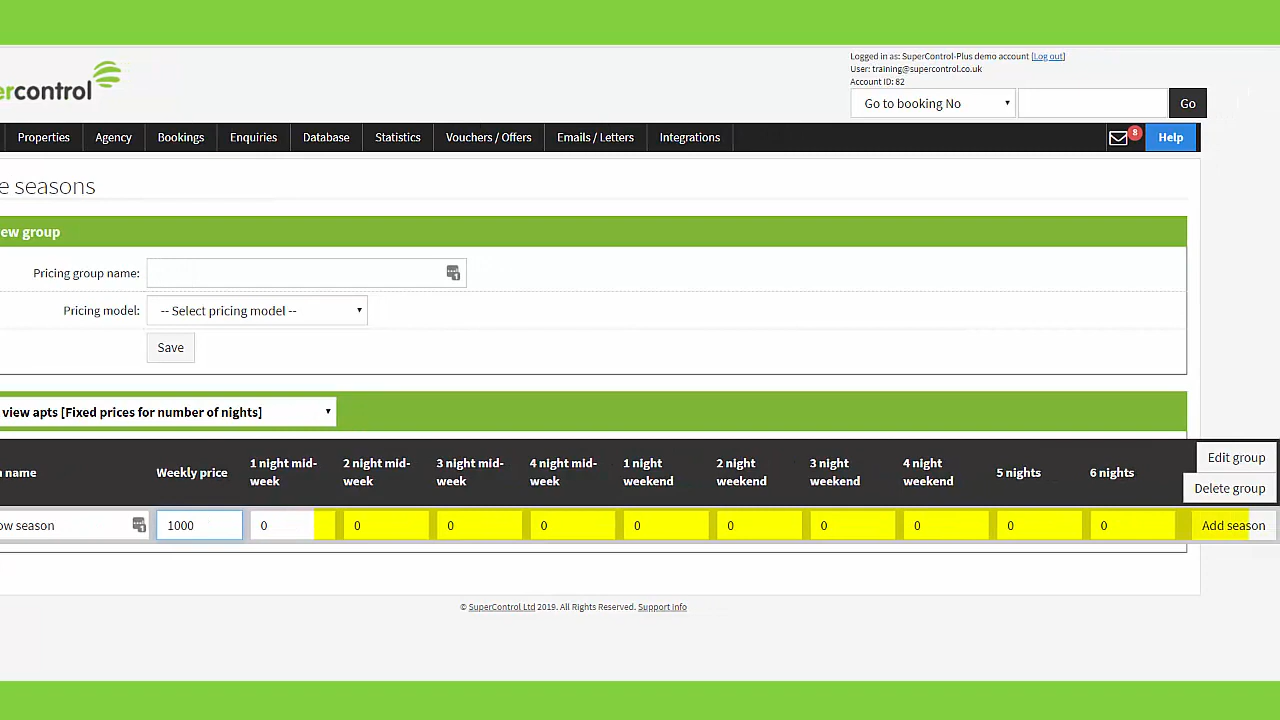 Logged in as: SuperControl-Plus demo account [Log out]
User: training@supercontrol.co.uk
Account ID: 82
ercontrol
Go to booking No
Go
Properties
Agency
Bookings
Enquiries
Database
Statistics
Vouchers / Offers
Emails / Letters
Integrations
8
Help
e seasons
ew group
Pricing group name:
1
Pricing model:
-- Select pricing model --
Save
view apts [Fixed prices for number of nights]
n name
Weekly price
1 night mid-
week
2 night mid-
week
3 night mid-
week
4 night mid-
week
1 night
weekend
2 night
weekend
3 night
weekend
4 night
weekend
5 nights
6 nights
Edit group
Delete group
ow season
1
1000
0
0
0
0
0
0
0
0
0
0
Add season
© SuperControl Ltd 2019. All Rights Reserved. Support Info